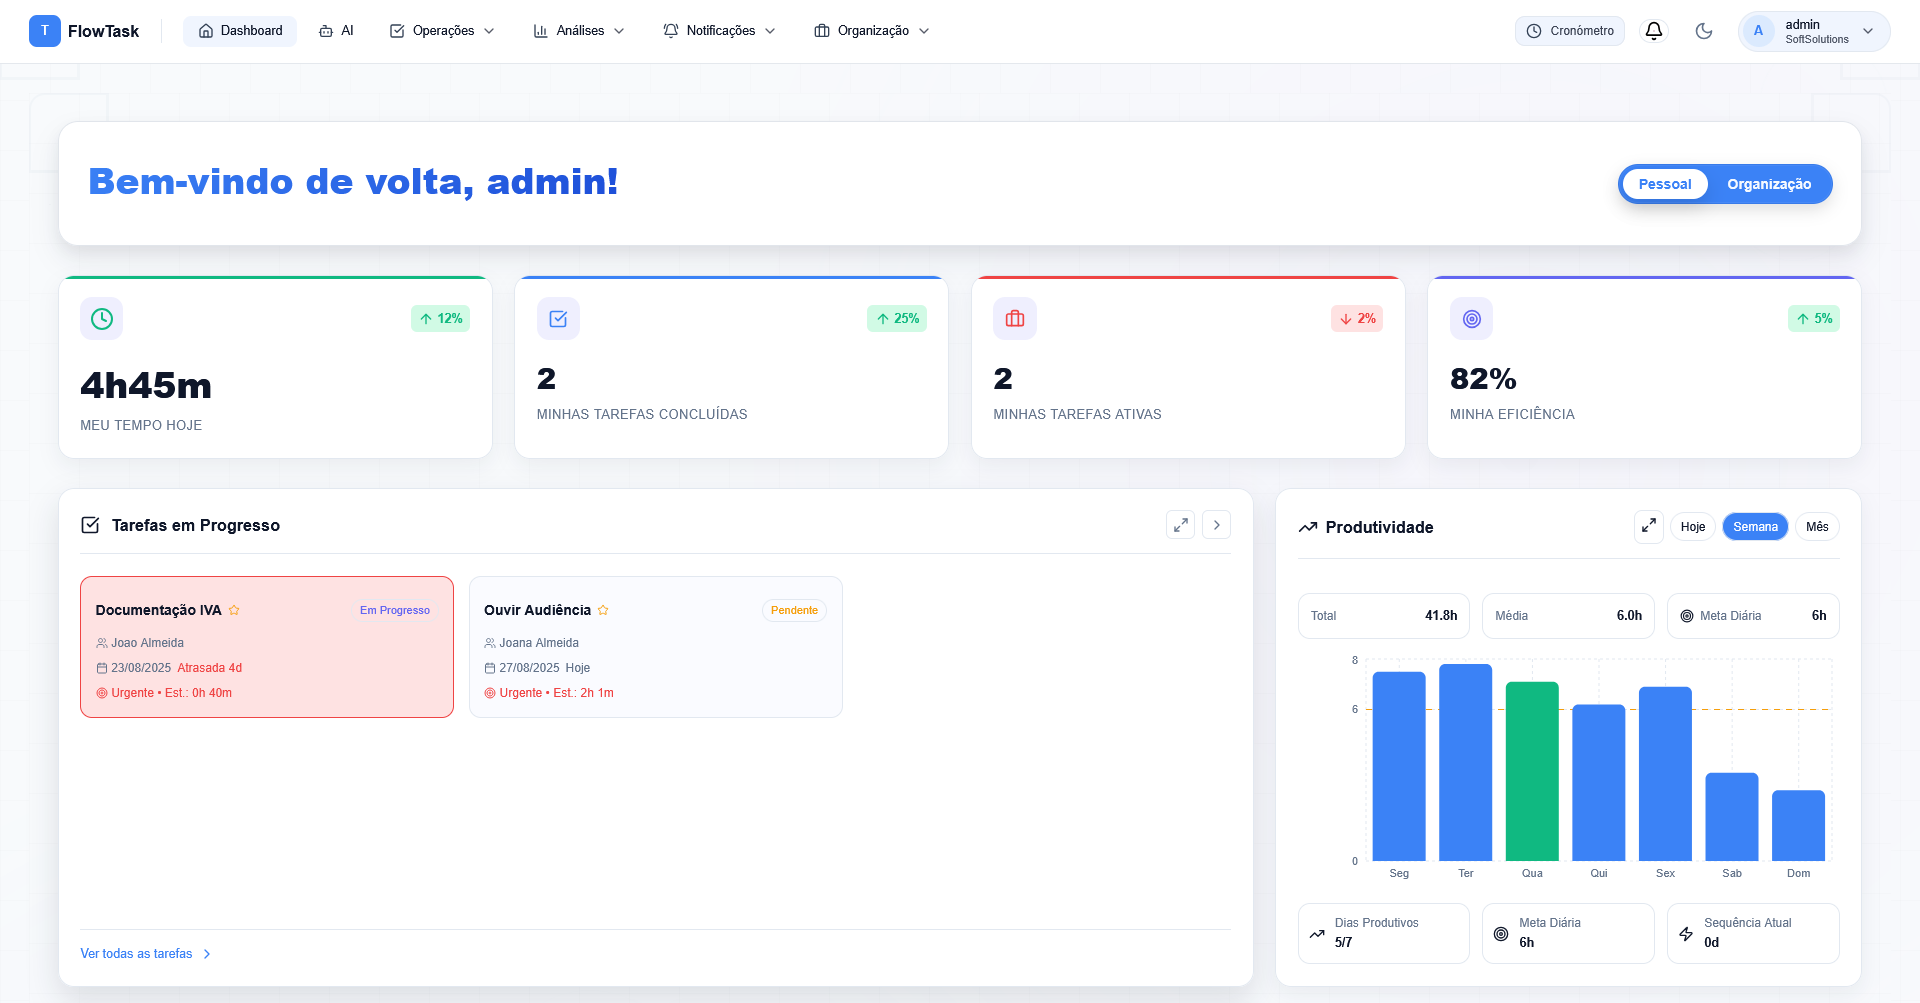 T FlowTask
Dashboard
AI
Operações
Análises
Notificações
Organização
Cronómetro
A
admin
SoftSolutions
Bem-vindo de volta, admin!
Pessoal
Organização
12%
4h45m
MEU TEMPO HOJE
25%
2
MINHAS TAREFAS CONCLUÍDAS
2%
2
MINHAS TAREFAS ATIVAS
5%
82%
MINHA EFICIÊNCIA
Tarefas em Progresso
Documentação IVA
Em Progresso
Joao Almeida
23/08/2025 Atrasada 4d
Urgente • Est.: 0h 40m
Ouvir Audiência
Pendente
Joana Almeida
27/08/2025 Hoje
Urgente • Est.: 2h 1m
Ver todas as tarefas
Produtividade
Hoje
Semana
Mês
Total 41.8h
Média 6.0h
Meta Diária 6h
8
6
0
Seg Ter Qua Qui Sex Sab Dom
Dias Produtivos
5/7
Meta Diária
6h
Sequência Atual
0d